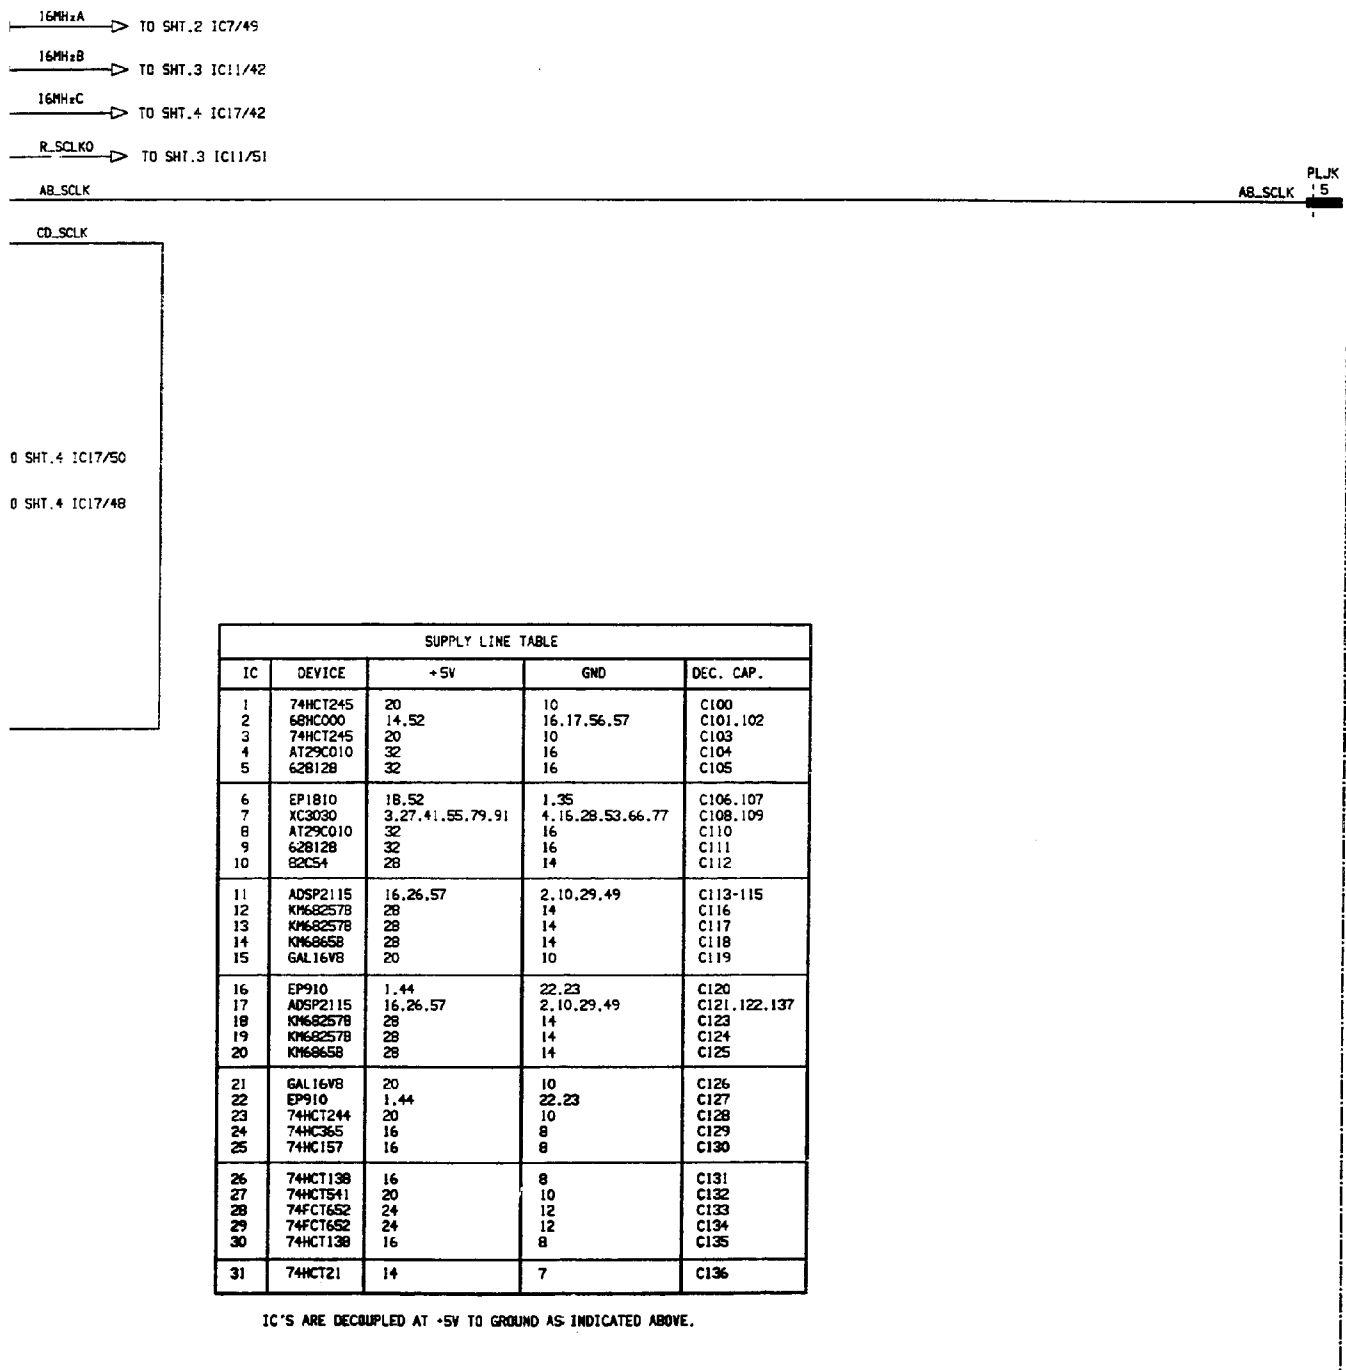 16MHzA TO SHT.2 IC7/49
16MHzB TO SHT.3 IC11/42
16MHzC TO SHT.4 IC17/42
R_SCLK0 TO SHT.3 IC11/51
PLJK
AB_SCLK AB_SCLK 5
CD_SCLK
O SHT.4 IC17/50
O SHT.4 IC17/48
SUPPLY LINE TABLE
IC DEVICE +5V GND DEC. CAP.
1 74HCT245 20 10 C100
2 68HC000 14.52 16.17.56.57 C101.102
3 74HCT245 20 10 C103
4 AT29C010 32 16 C104
5 628128 32 16 C105
6 EP1810 18.52 1.35 C106.107
7 XC3030 3.27.41.55.79.91 4.16.28.53.66.77 C108.109
8 AT29C010 32 16 C110
9 628128 32 16 C111
10 82C54 28 14 C112
11 ADSP2115 16.26.57 2.10.29.49 C113-115
12 KM68257B 28 14 C116
13 KM68257B 28 14 C117
14 KM6865B 28 14 C118
15 GAL16V8 20 10 C119
16 EP910 1.44 22.23 C120
17 ADSP2115 16.26.57 2.10.29.49 C121.122.137
18 KM68257B 28 14 C123
19 KM68257B 28 14 C124
20 KM6865B 28 14 C125
21 GAL16V8 20 10 C126
22 EP910 1.44 22.23 C127
23 74HCT244 20 10 C128
24 74HC365 16 8 C129
25 74HC157 16 8 C130
26 74HCT138 16 8 C131
27 74HCT541 20 10 C132
28 74FCT652 24 12 C133
29 74FCT652 24 12 C134
30 74HCT138 16 8 C135
31 74HCT21 14 7 C136
IC'S ARE DECOUPLED AT +5V TO GROUND AS INDICATED ABOVE.